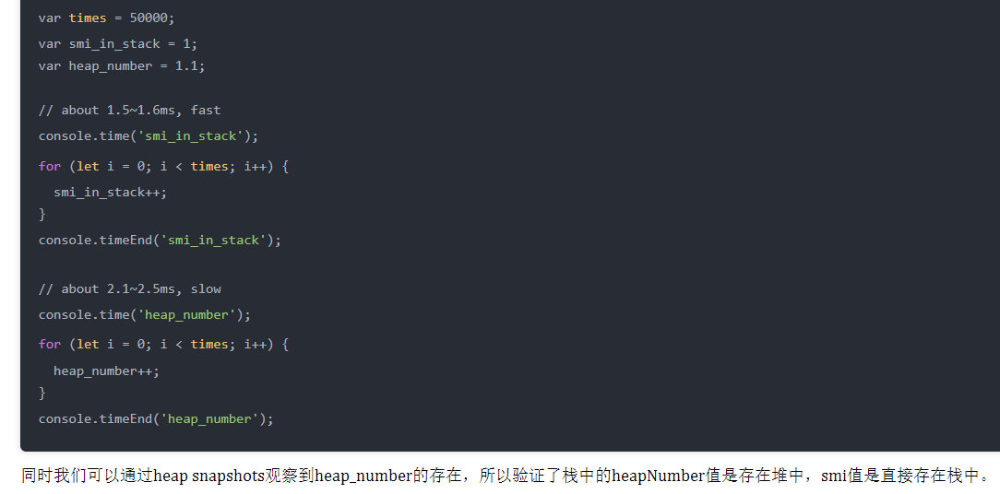 var times = 50000;
var smi_in_stack = 1;
var heap_number = 1.1;
// about 1.5~1.6ms, fast
console.time('smi_in_stack');
for (let i = 0; i < times; i++) {
smi_in_stack++;
}
console.timeEnd('smi_in_stack');
// about 2.1~2.5ms, slow
console.time('heap_number');
for (let i = 0; i < times; i++) {
heap_number++;
}
console.timeEnd('heap_number');
同时我们可以通过heap snapshots观察到heap_number的存在，所以验证了栈中的heapNumber值是存在堆中，smi值是直接存在栈中。